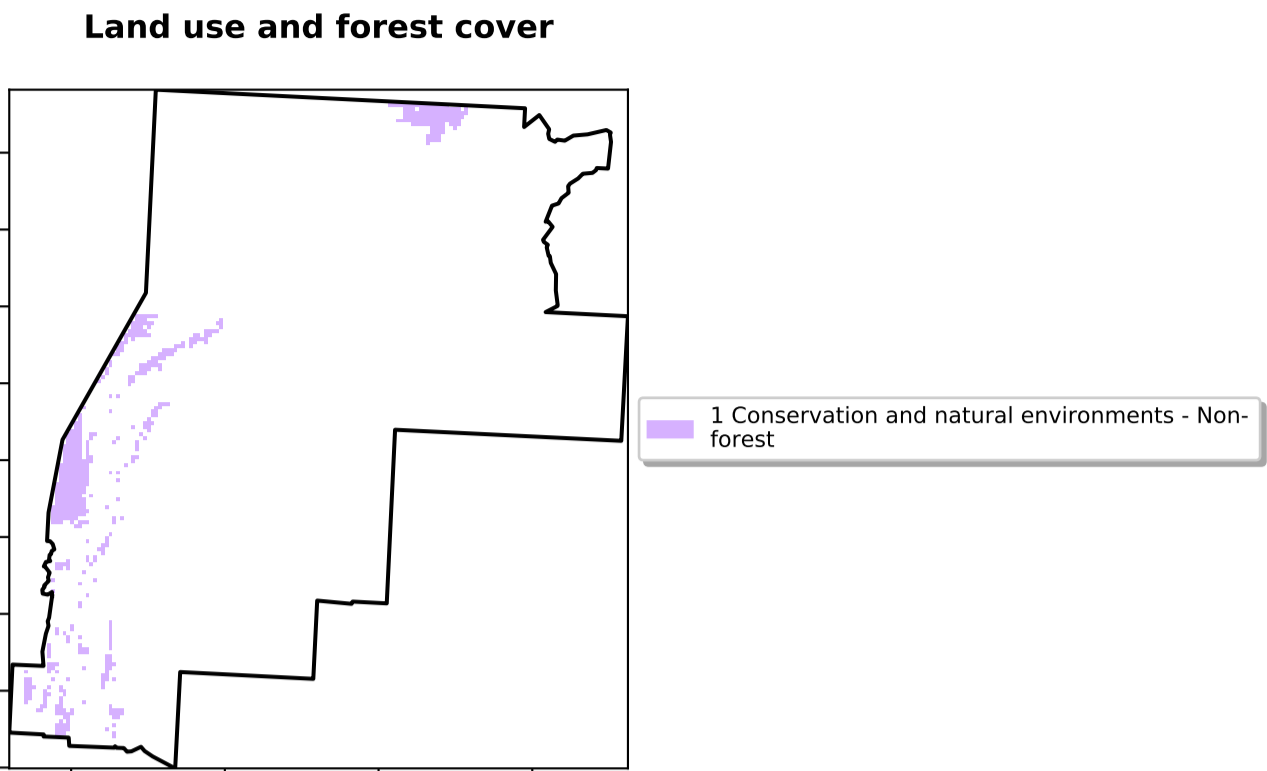 Land use and forest cover
1 Conservation and natural environments - Non-
forest